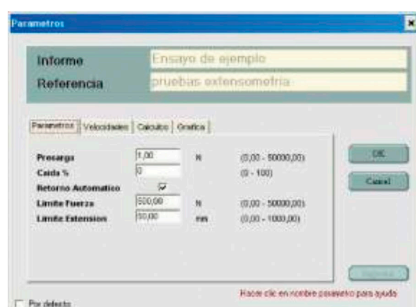 Parametros
Informe Ensayo de ejemplo
Referencia pruebas extensometria
Parametros Velocidades Calculos Grafica
Precarga 1,00 N (0,00 - 50000,00)
Caida % 0 (0 - 100)
Retorno Automatico
Limite Fuerza 500,00 N (0,00 - 50000,00)
Limite Extension 50,00 mm (0,00 - 1000,00)
OK
Cancel
Hacer clic en nombre parametro para ayuda
Por defecto